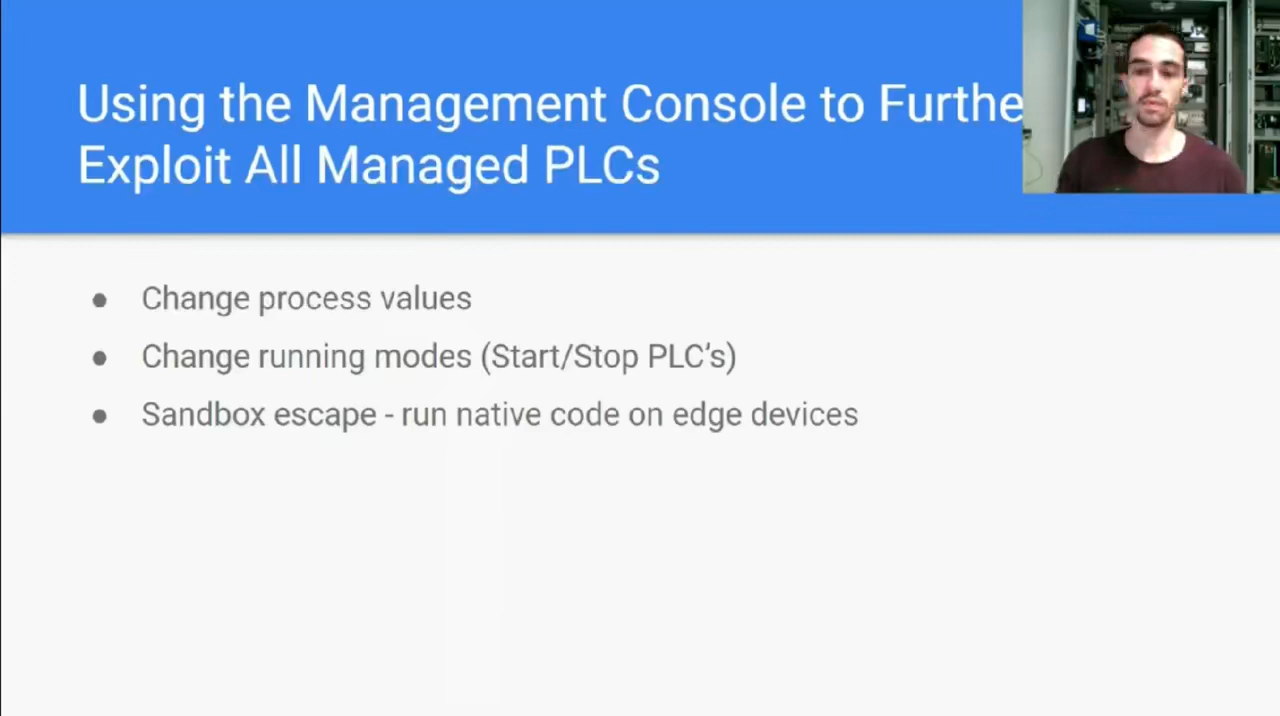 Using the Management Console to Furthe
Exploit All Managed PLCs
● Change process values
● Change running modes (Start/Stop PLC's)
● Sandbox escape - run native code on edge devices